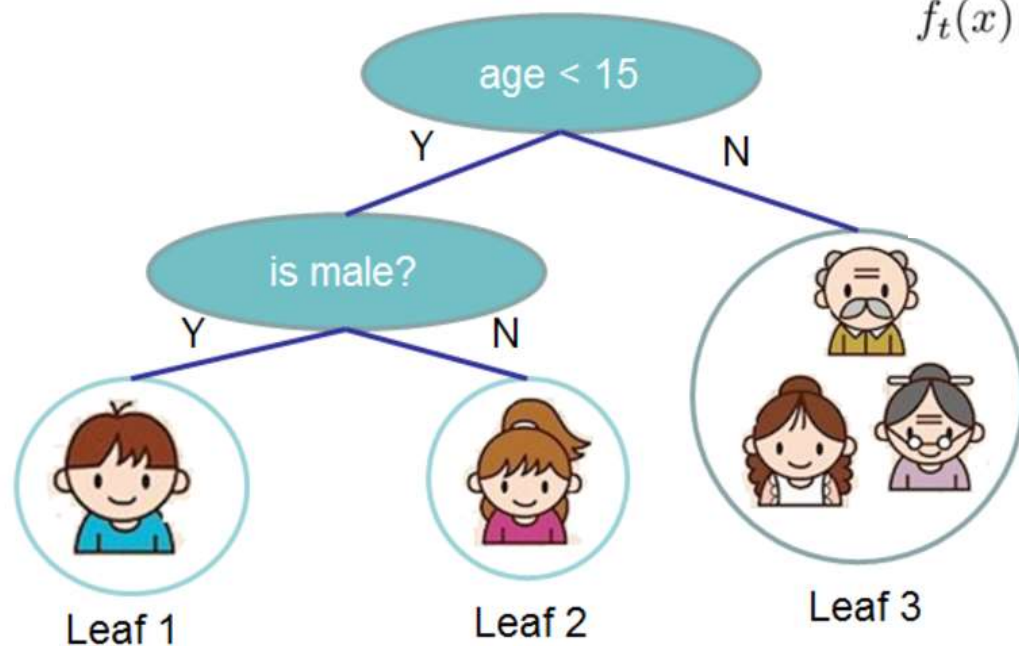 f_t(x)
age < 15
Y
N
is male?
Y
N
Leaf 1
Leaf 2
Leaf 3